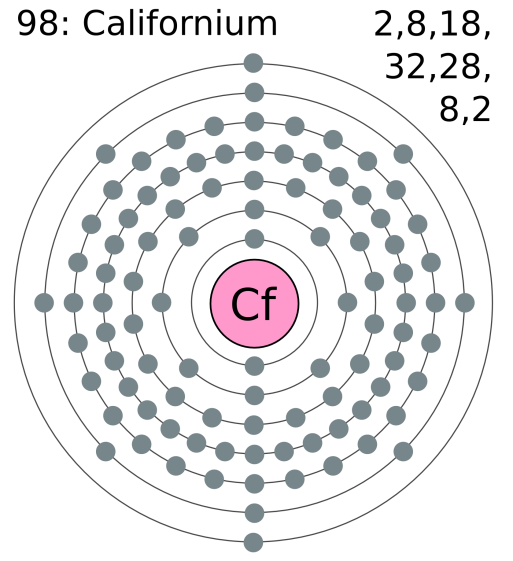 98: Californium
2,8,18,
32,28,
8,2
Cf